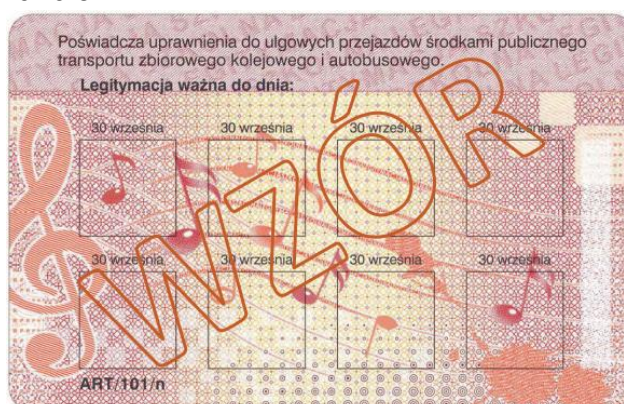 Poświadcza uprawnienia do ulgowych przejazdów środkami publicznego
transportu zbiorowego kolejowego i autobusowego.
Legitymacja ważna do dnia:
30 września 30 września 30 września 30 września
WZÓR
30 września 30 września 30 września 30 września
ART/101/n